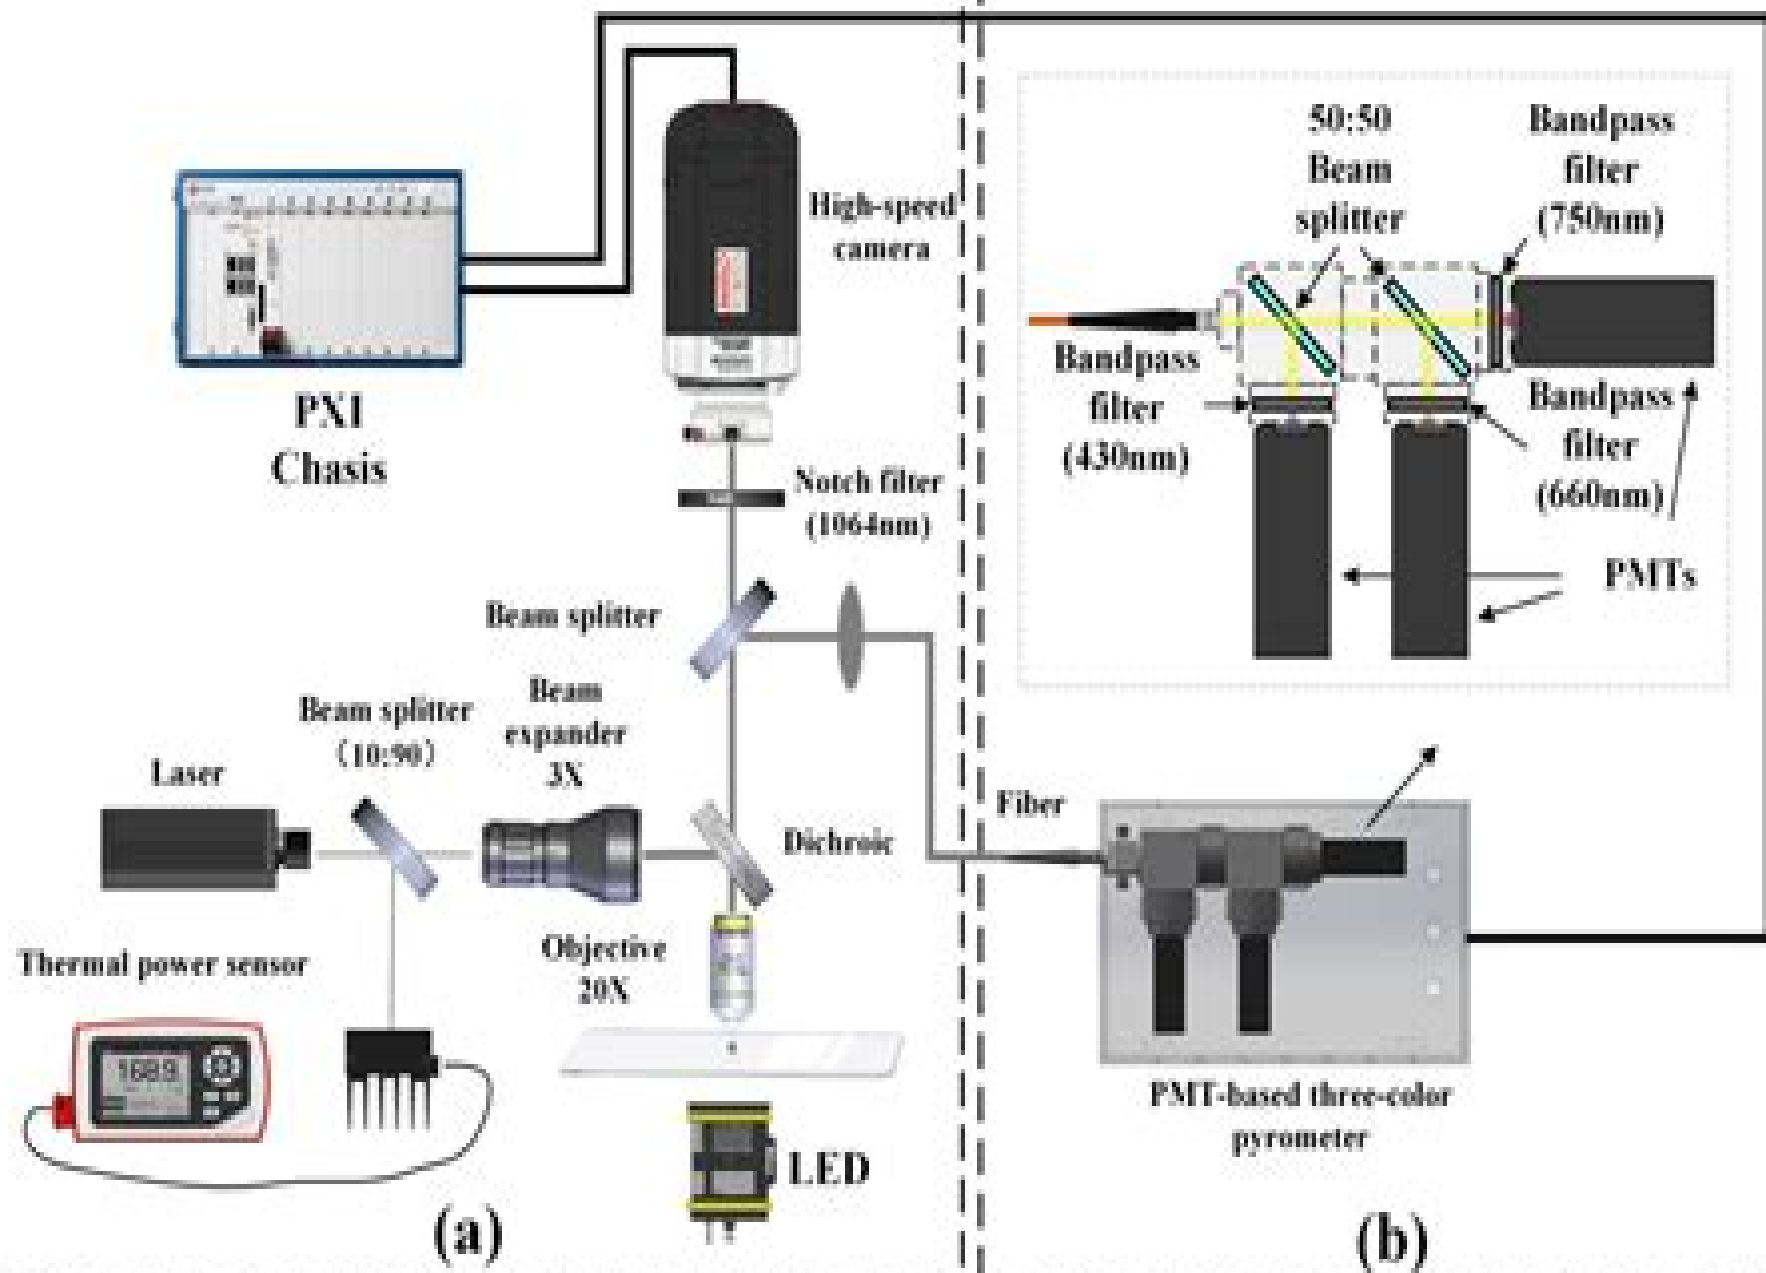 50:50
Beam
splitter
Bandpass
filter
(750nm)
High-speed
camera
PXI
Chasis
Bandpass
filter
(430nm)
Bandpass
filter
(660nm)
Notch filter
(1064nm)
PMTs
Beam splitter
Beam
expander
3X
Beam splitter
(10:90)
Laser
Fiber
Dichroic
Objective
20X
Thermal power sensor
1683
PMT-based three-color
pyrometer
LED
(a)
(b)